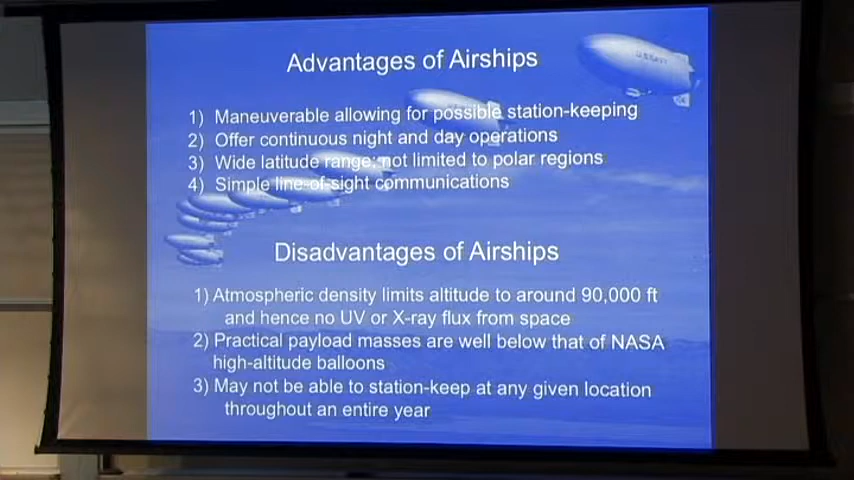 Advantages of Airships
1) Maneuverable allowing for possible station-keeping
2) Offer continuous night and day operations
3) Wide latitude range; not limited to polar regions
4) Simple line-of-sight communications
Disadvantages of Airships
1) Atmospheric density limits altitude to around 90,000 ft
and hence no UV or X-ray flux from space
2) Practical payload masses are well below that of NASA
high-altitude balloons
3) May not be able to station-keep at any given location
throughout an entire year